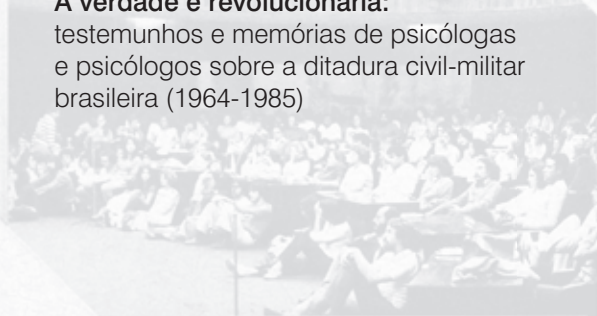 A verdade é revolucionária:
testemunhos e memórias de psicólogas
e psicólogos sobre a ditadura civil-militar
brasileira (1964-1985)